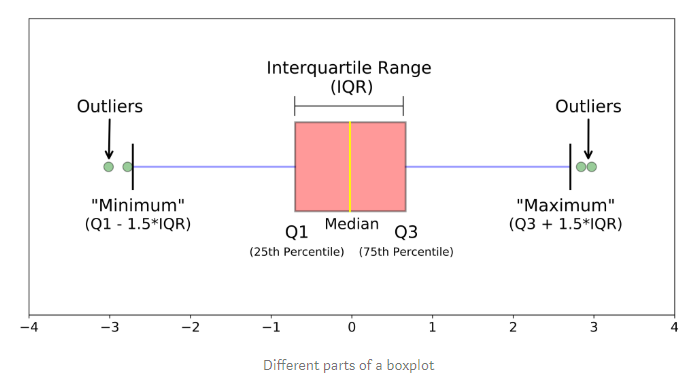 Interquartile Range
(IQR)
Outliers
Outliers
"Minimum"
(Q1 - 1.5*IQR)
"Maximum"
(Q3 + 1.5*IQR)
Median
Q1
Q3
(25th Percentile)
(75th Percentile)
−4
−3
−2
−1
0
1
2
3
4
Different parts of a boxplot